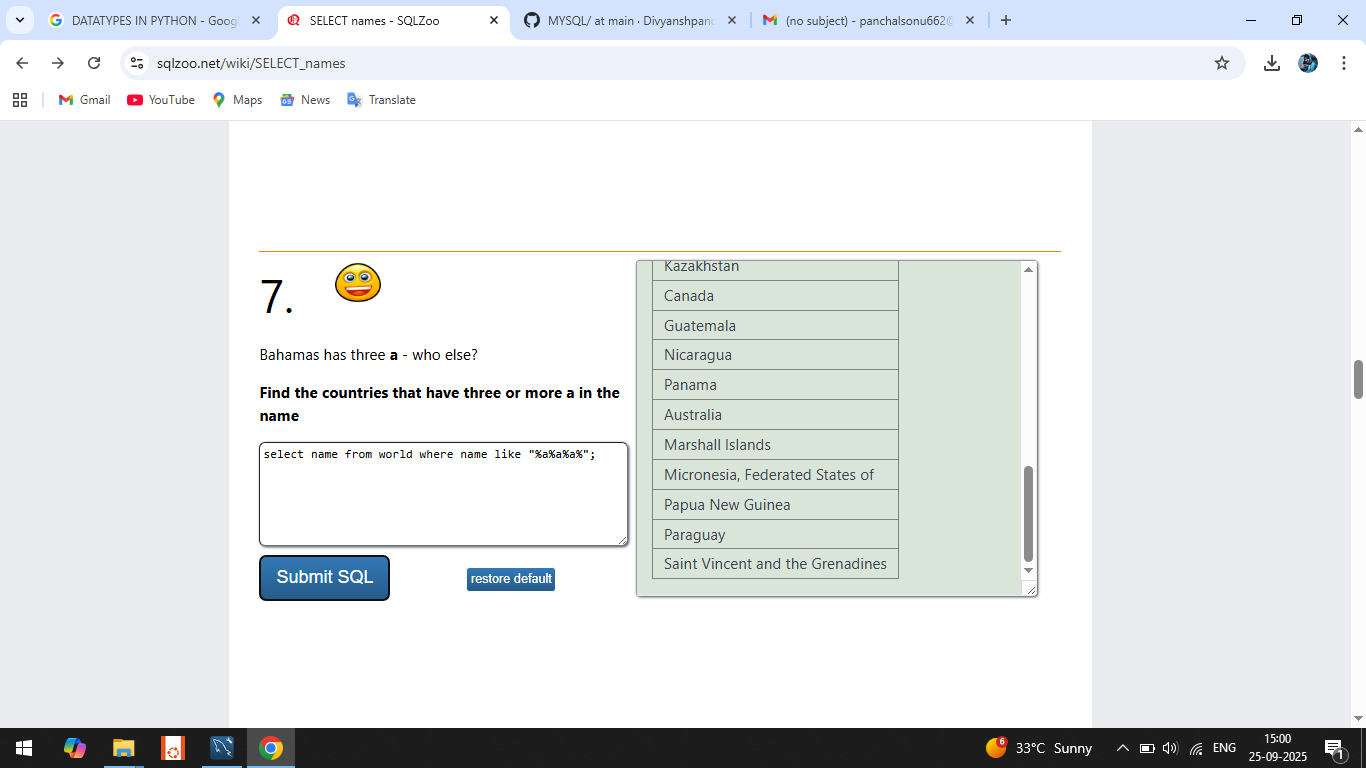 DATATYPES IN PYTHON - Goog
SELECT names - SQLZoo
MYSQL/ at main · Divyanshpan
(no subject) - panchalsonu662@
sqlzoo.net/wiki/SELECT_names
Gmail
YouTube
Maps
News
Translate
7.
Bahamas has three a - who else?
Find the countries that have three or more a in the
name
select name from world where name like "%a%a%a%";
Submit SQL
restore default
Kazakhstan
Canada
Guatemala
Nicaragua
Panama
Australia
Marshall Islands
Micronesia, Federated States of
Papua New Guinea
Paraguay
Saint Vincent and the Grenadines
6
33°C Sunny
ENG
15:00
25-09-2025
1